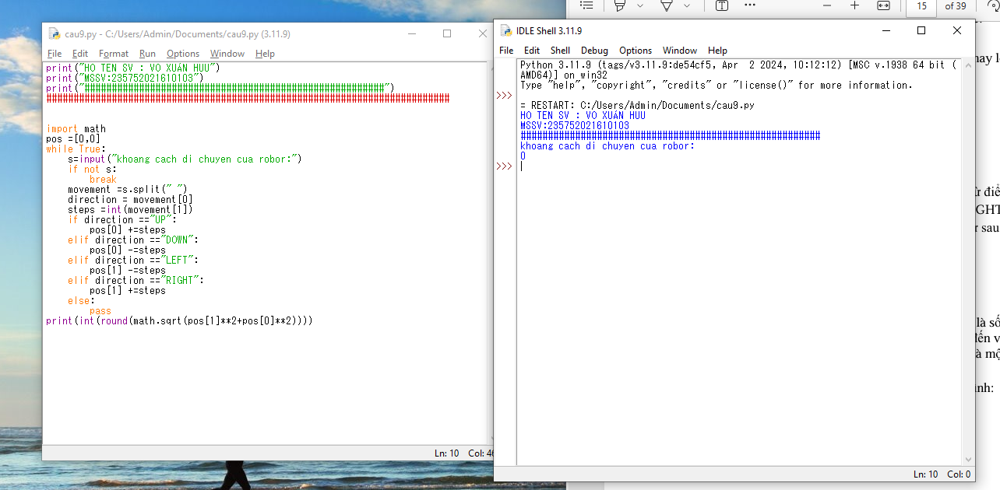 15 of 39
cau9.py - C:/Users/Admin/Documents/cau9.py (3.11.9)
File Edit Format Run Options Window Help
print("HO TEN SV : VO XUÂN HUU")
print("MSSV:235752021610103")
print("#######################################################")
##########################################################################
import math
pos =[0,0]
while True:
    s=input("khoang cach di chuyen cua robor:")
    if not s:
        break
    movement =s.split(" ")
    direction = movement[0]
    steps =int(movement[1])
    if direction =="UP":
        pos[0] +=steps
    elif direction =="DOWN":
        pos[0] -=steps
    elif direction =="LEFT":
        pos[1] -=steps
    elif direction =="RIGHT":
        pos[1] +=steps
    else:
        pass
print(int(round(math.sqrt(pos[1]**2+pos[0]**2))))
Ln: 10 Col: 46
IDLE Shell 3.11.9
File Edit Shell Debug Options Window Help
Python 3.11.9 (tags/v3.11.9:de54cf5, Apr  2 2024, 10:12:12) [MSC v.1938 64 bit (
AMD64)] on win32
Type "help", "copyright", "credits" or "license()" for more information.
>>>
= RESTART: C:/Users/Admin/Documents/cau9.py
HO TEN SV : VO XUÂN HUU
MSSV:235752021610103
#######################################################
khoang cach di chuyen cua robor:
0
>>>
Ln: 10 Col: 0
hay l
từ điể
GHT
r sau
là số
đến v
à mộ
ình: